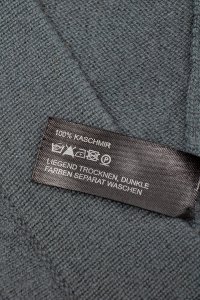 100% KASCHMIR
LIEGEND TROCKNEN, DUNKLE
FARBEN SEPARAT WASCHEN